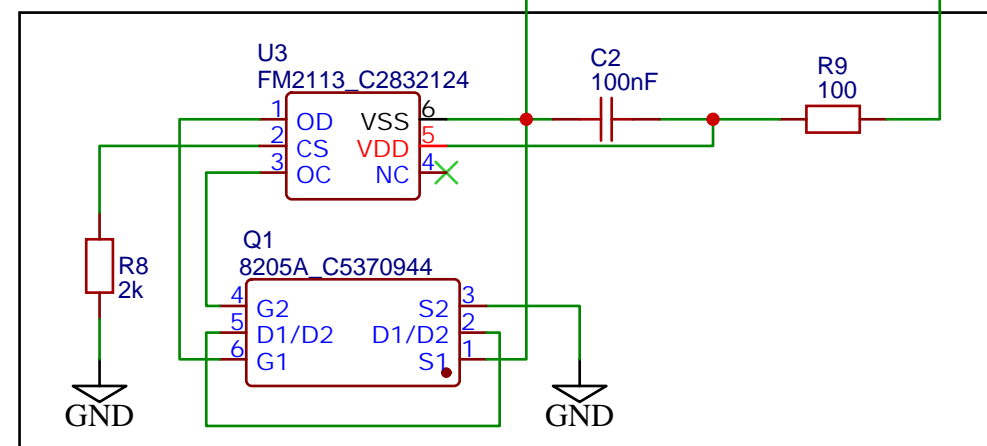 U3
FM2113_C2832124
1 OD VSS 6
2 CS VDD 5
3 OC NC 4
C2
100nF
R9
100
R8
2k
Q1
8205A_C5370944
4 G2 S2 3
5 D1/D2 D1/D2 2
6 G1 S1 1
GND
GND